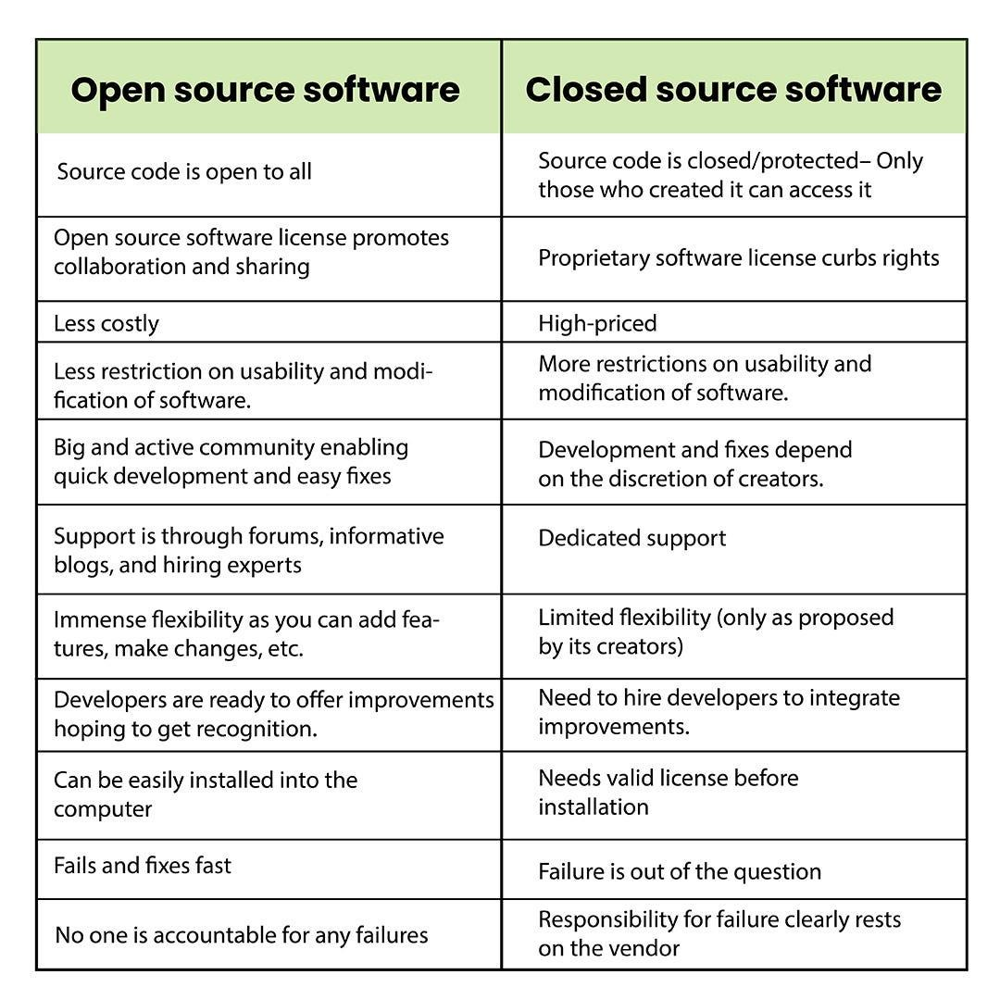 Open source software
Closed source software
Source code is open to all
Source code is closed/protected– Only
those who created it can access it
Open source software license promotes
collaboration and sharing
Proprietary software license curbs rights
Less costly
High-priced
Less restriction on usability and modi-
fication of software.
More restrictions on usability and
modification of software.
Big and active community enabling
quick development and easy fixes
Development and fixes depend
on the discretion of creators.
Support is through forums, informative
blogs, and hiring experts
Dedicated support
Immense flexibility as you can add fea-
tures, make changes, etc.
Limited flexibility (only as proposed
by its creators)
Developers are ready to offer improvements
hoping to get recognition.
Need to hire developers to integrate
improvements.
Can be easily installed into the
computer
Needs valid license before
installation
Fails and fixes fast
Failure is out of the question
No one is accountable for any failures
Responsibility for failure clearly rests
on the vendor